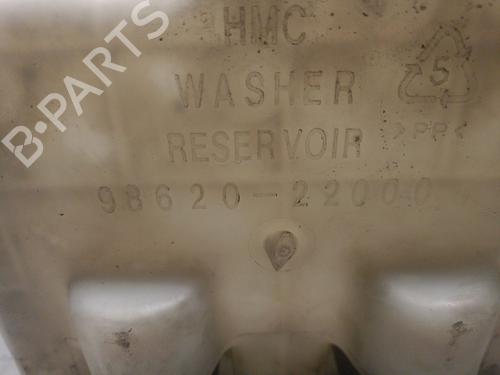 B-PARTS
HMC
WASHER
5
RESERVOIR >PP<
98620-22000